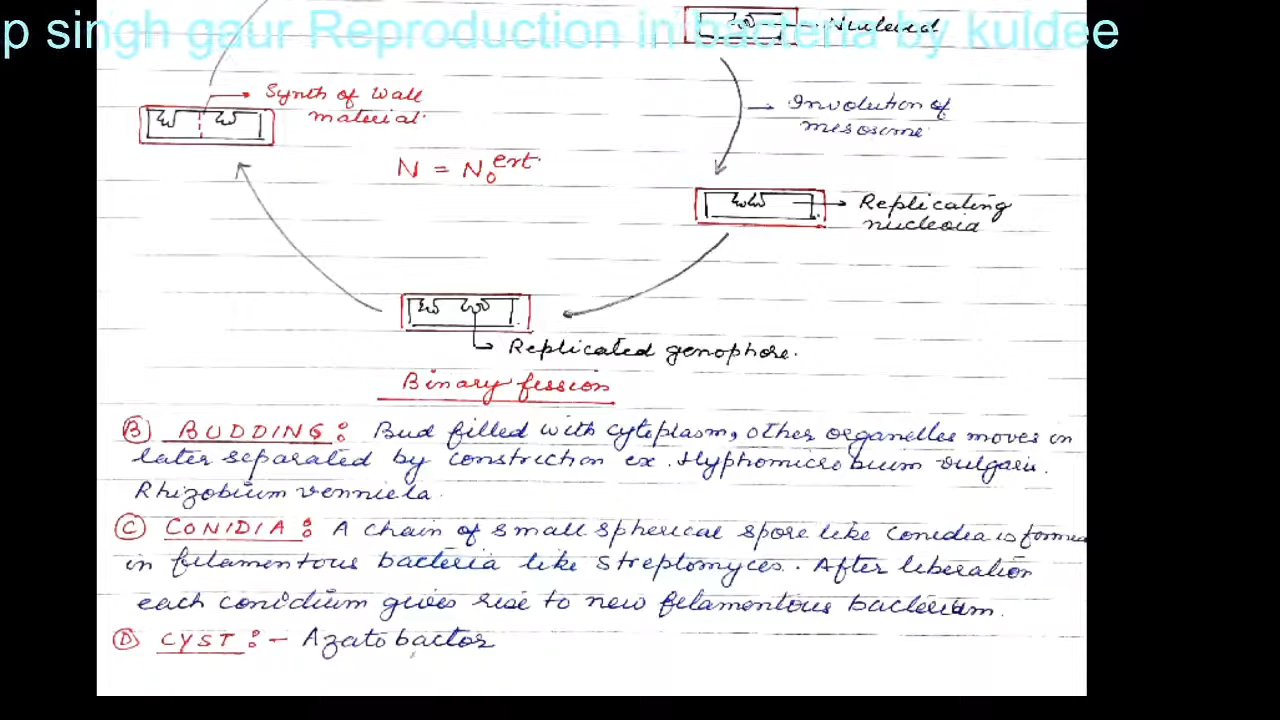 p singh gaur Reproduction in bacteria by kuldee
Nucleoid
Synth of wall
material.
Involution of
mesosome
N = N₀ᵉʳᵗ
Replicating
nucleoid
Replicated genophore.
Binary fission
(B) BUDDING : Bud filled with cytoplasm, other organelles moves in
later separated by constriction ex. Hyphomicrobium vulgare.
Rhizobium
(C) CONIDIA : A chain of small spherical spore like conidia is formed
in filamentous bacteria like Streptomyces. After liberation
each conidium gives rise to new filamentous bacterium.
(D) CYST :- Azatobactor